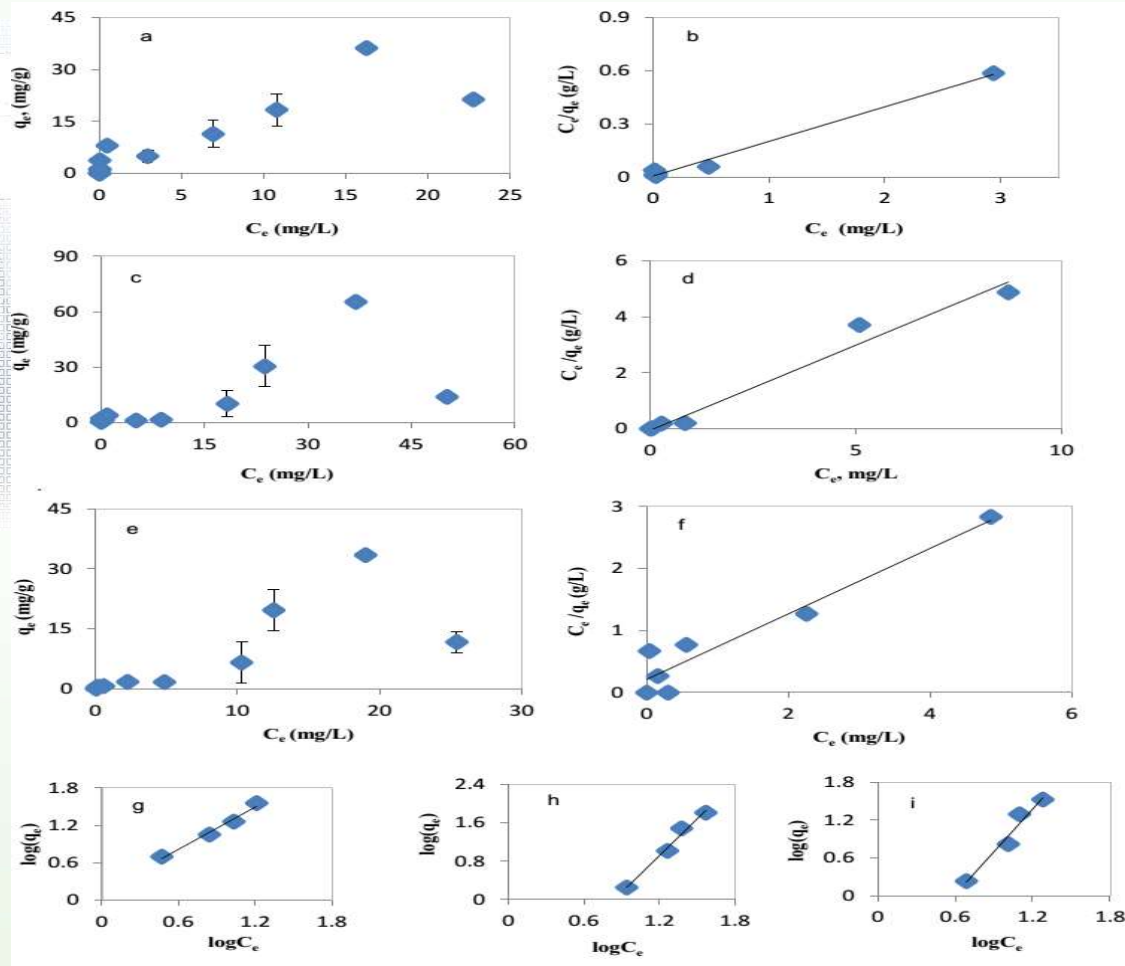 45
30
15
0
a
qₑ, (mg/g)
0 5 10 15 20 25
Cₑ (mg/L)
0.9
0.6
0.3
0
b
Cₑ/qₑ (g/L)
0 1 2 3
Cₑ (mg/L)
90
60
30
0
c
qₑ (mg/g)
0 15 30 45 60
Cₑ (mg/L)
6
4
2
0
d
Cₑ /qₑ (g/L)
0 5 10
Cₑ, mg/L
45
30
15
0
e
qₑ (mg/g)
0 10 20 30
Cₑ (mg/L)
3
2
1
0
f
Cₑ /qₑ (g/L)
0 2 4 6
Cₑ (mg/L)
1.8
1.2
0.6
0
g
log(qₑ)
0 0.6 1.2 1.8
logCₑ
2.4
1.6
0.8
0
h
log(qₑ)
0 0.6 1.2 1.8
logCₑ
1.8
1.2
0.6
0
i
log(qₑ)
0 0.6 1.2 1.8
logCₑ